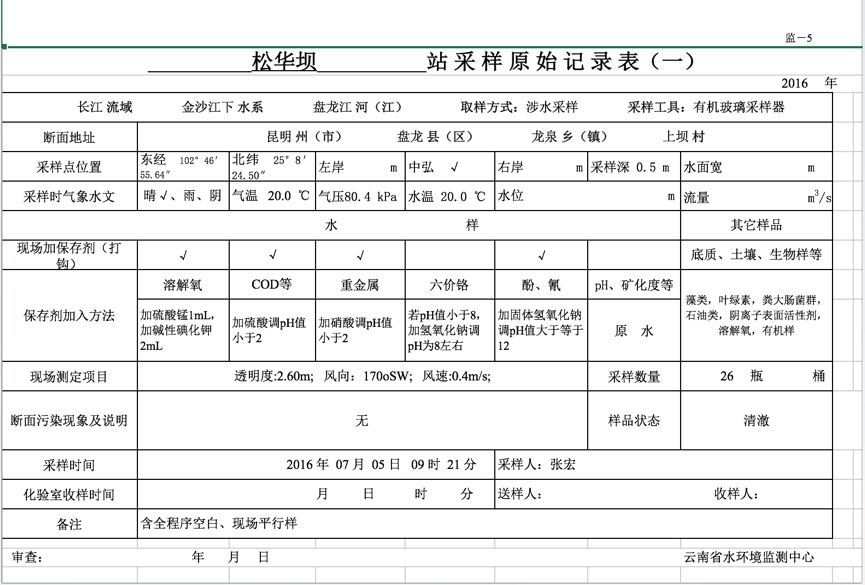 监－5
松华坝 站采样原始记录表（一）
2016 年
长江 流域 金沙江下 水系 盘龙江 河（江） 取样方式：涉水采样 采样工具：有机玻璃采样器
断面地址 昆明 州（市） 盘龙 县（区） 龙泉 乡（镇） 上坝 村
采样点位置 东经 102°46′ 北纬 25°8′ 左岸 m 中弘 √ 右岸 m 采样深 0.5 m 水面宽 m
55.64″ 24.50″
采样时气象水文 晴√、雨、阴 气温 20.0 ℃ 气压80.4 kPa 水温 20.0 ℃ 水位 m 流量 m3/s
水 样 其它样品
现场加保存剂（打
钩） √ √ √ √ 底质、土壤、生物样等
保存剂加入方法 溶解氧 COD等 重金属 六价铬 酚、氰 pH、矿化度等
加硫酸锰1mL，
加碱性碘化钾
2mL
加硫酸调pH值
小于2
加硝酸调pH值
小于2
若pH值小于8，
加氢氧化钠调
pH为8左右
加固体氢氧化钠
调pH值大于等于
12
原 水
藻类，叶绿素，粪大肠菌群，
石油类，阴离子表面活性剂，
溶解氧，有机样
现场测定项目 透明度:2.60m; 风向：170oSW; 风速:0.4m/s; 采样数量 26 瓶 桶
断面污染现象及说明 无 样品状态 清澈
采样时间 2016 年 07 月 05 日 09 时 21 分 采样人：张宏
化验室收样时间 月 日 时 分 送样人： 收样人：
备注 含全程序空白、现场平行样
审查： 年 月 日 云南省水环境监测中心